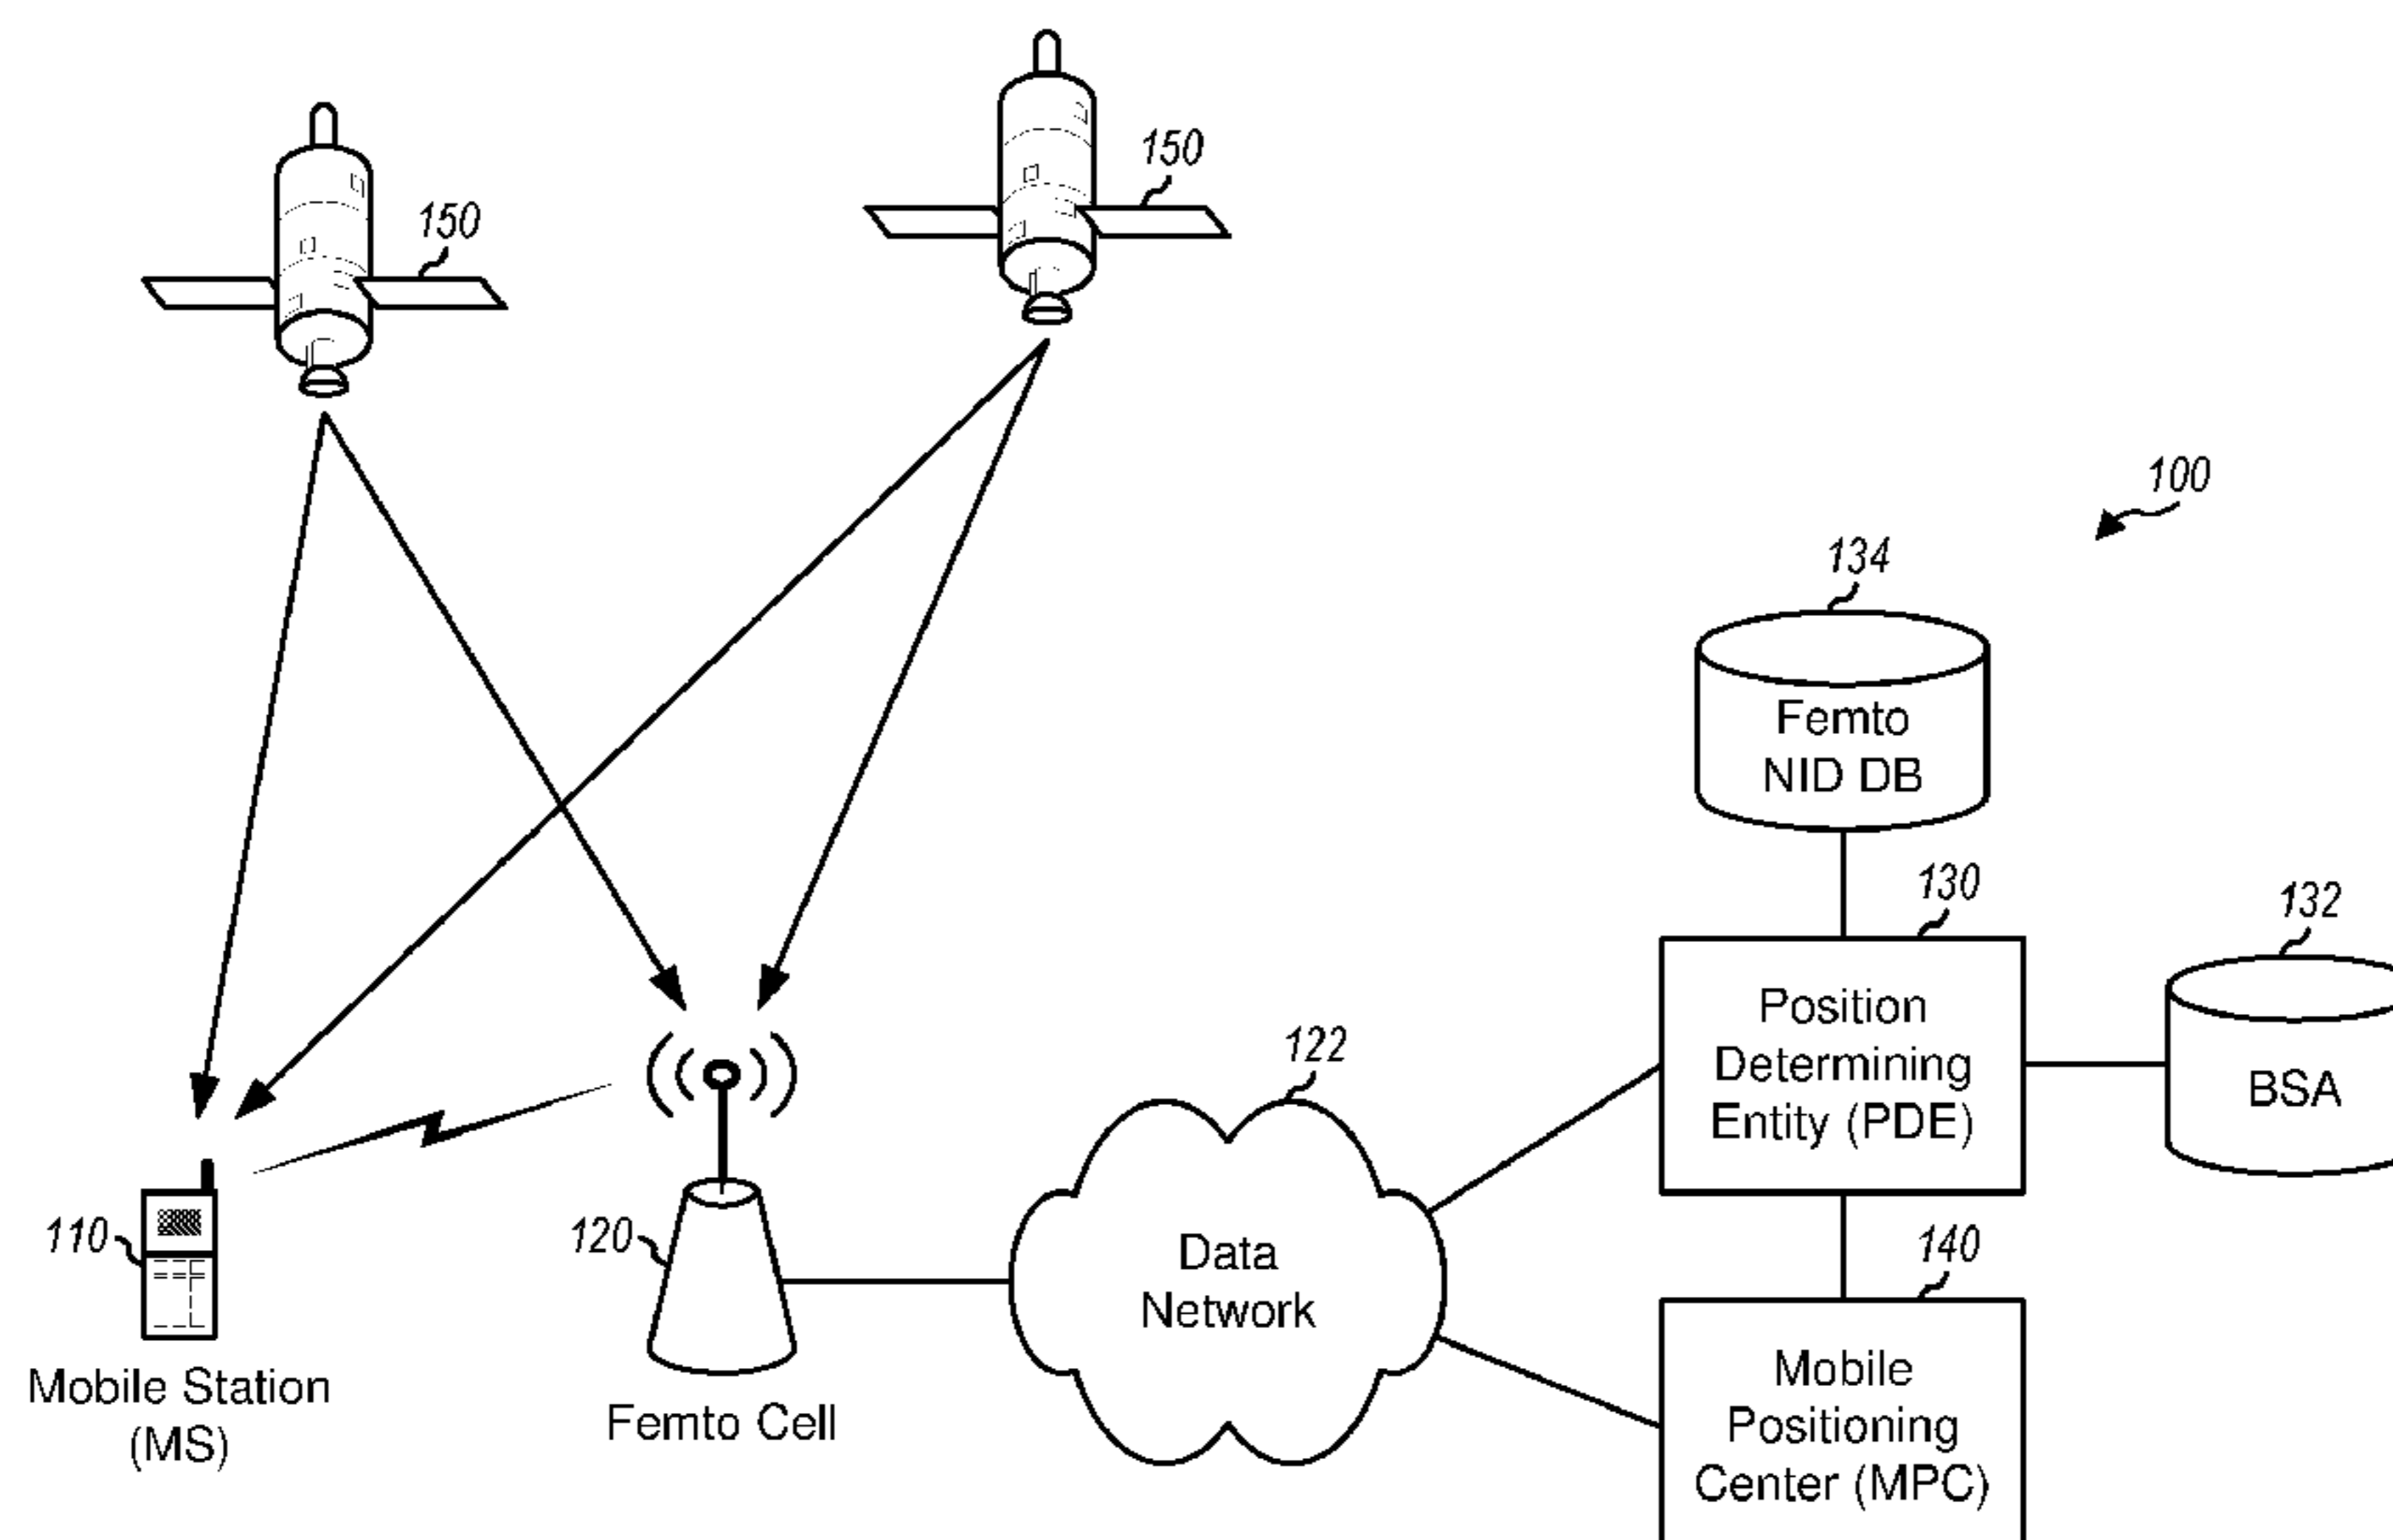 150
150
100
134
Femto
NID DB
130
132
Position
Determining
Entity (PDE)
BSA
122
110
120
Data
Network
140
Mobile
Positioning
Center (MPC)
Mobile Station
(MS)
Femto Cell